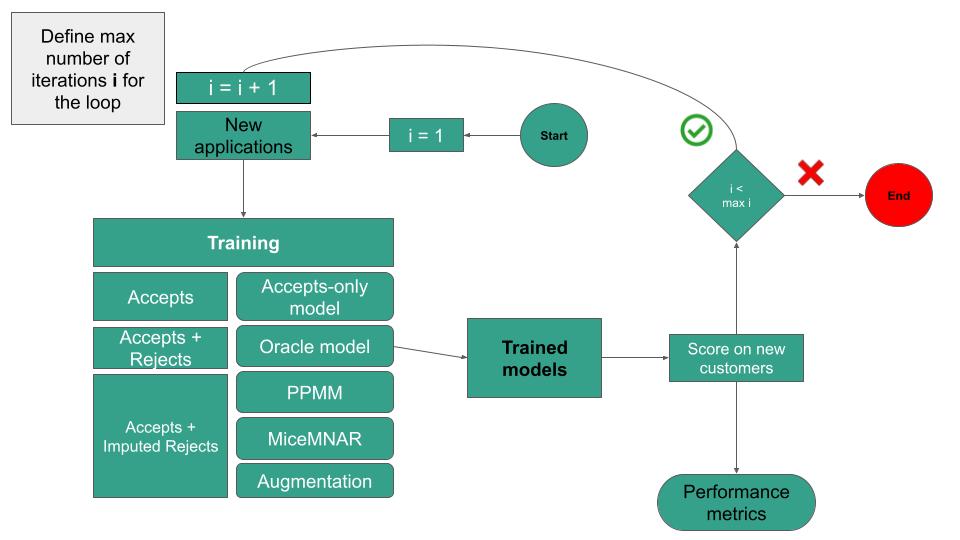 Define max
number of
iterations i for
the loop
i = i + 1
New
applications
i = 1
Start
i <
max i
End
Training
Accepts
Accepts-only
model
Accepts +
Rejects
Oracle model
Trained
models
Score on new
customers
PPMM
Accepts +
Imputed Rejects
MiceMNAR
Augmentation
Performance
metrics